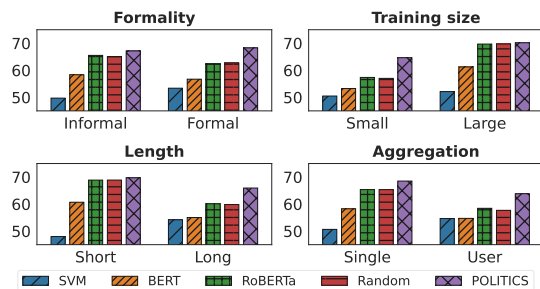 Formality
Training size
70
60
50
Informal
Formal
70
60
50
Small
Large
Length
Aggregation
70
60
50
Short
Long
70
60
50
Single
User
SVM
BERT
RoBERTa
Random
POLITICS